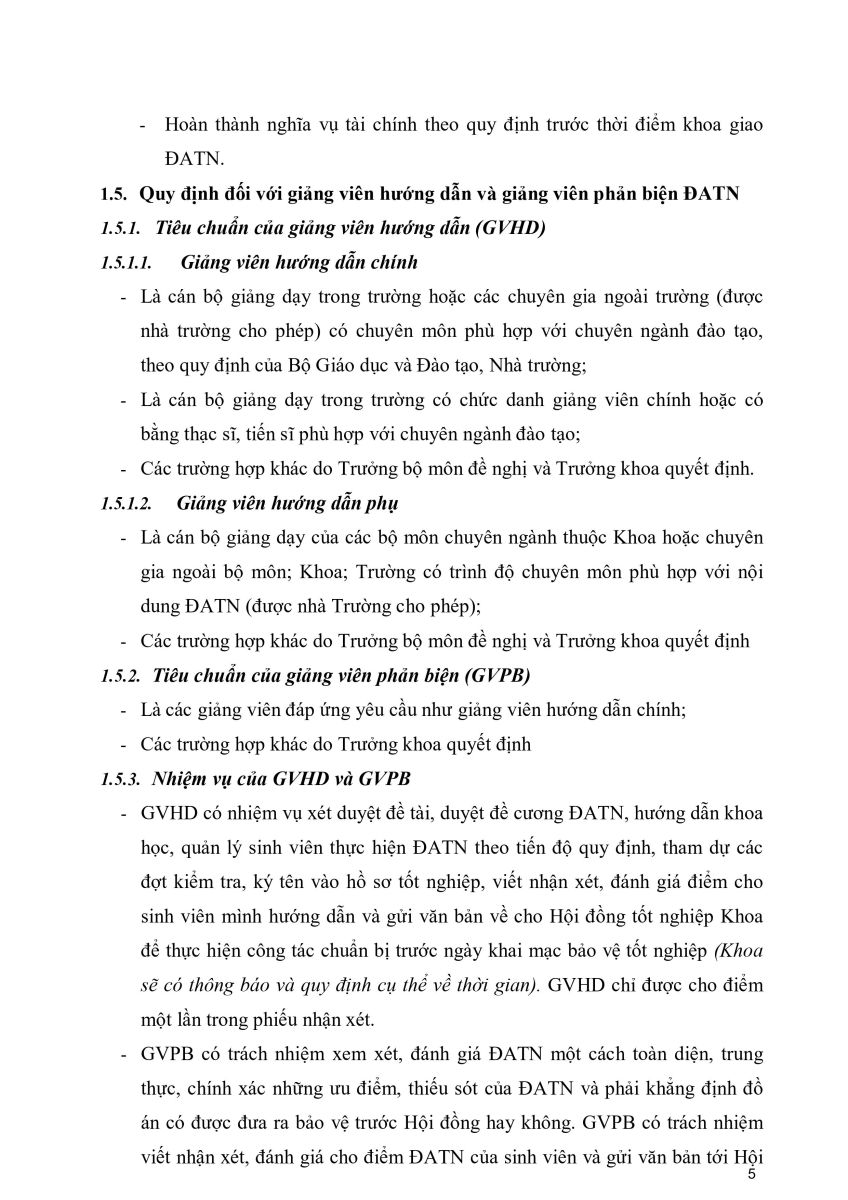 - Hoàn thành nghĩa vụ tài chính theo quy định trước thời điểm khoa giao
ĐATN.
1.5. Quy định đối với giảng viên hướng dẫn và giảng viên phản biện ĐATN
1.5.1. Tiêu chuẩn của giảng viên hướng dẫn (GVHD)
1.5.1.1. Giảng viên hướng dẫn chính
- Là cán bộ giảng dạy trong trường hoặc các chuyên gia ngoài trường (được
nhà trường cho phép) có chuyên môn phù hợp với chuyên ngành đào tạo,
theo quy định của Bộ Giáo dục và Đào tạo, Nhà trường;
- Là cán bộ giảng dạy trong trường có chức danh giảng viên chính hoặc có
bằng thạc sĩ, tiến sĩ phù hợp với chuyên ngành đào tạo;
- Các trường hợp khác do Trưởng bộ môn đề nghị và Trưởng khoa quyết định.
1.5.1.2. Giảng viên hướng dẫn phụ
- Là cán bộ giảng dạy của các bộ môn chuyên ngành thuộc Khoa hoặc chuyên
gia ngoài bộ môn; Khoa; Trường có trình độ chuyên môn phù hợp với nội
dung ĐATN (được nhà Trường cho phép);
- Các trường hợp khác do Trưởng bộ môn đề nghị và Trưởng khoa quyết định
1.5.2. Tiêu chuẩn của giảng viên phản biện (GVPB)
- Là các giảng viên đáp ứng yêu cầu như giảng viên hướng dẫn chính;
- Các trường hợp khác do Trưởng khoa quyết định
1.5.3. Nhiệm vụ của GVHD và GVPB
- GVHD có nhiệm vụ xét duyệt đề tài, duyệt đề cương ĐATN, hướng dẫn khoa
học, quản lý sinh viên thực hiện ĐATN theo tiến độ quy định, tham dự các
đợt kiểm tra, ký tên vào hồ sơ tốt nghiệp, viết nhận xét, đánh giá điểm cho
sinh viên mình hướng dẫn và gửi văn bản về cho Hội đồng tốt nghiệp Khoa
để thực hiện công tác chuẩn bị trước ngày khai mạc bảo vệ tốt nghiệp (Khoa
sẽ có thông báo và quy định cụ thể về thời gian). GVHD chỉ được cho điểm
một lần trong phiếu nhận xét.
- GVPB có trách nhiệm xem xét, đánh giá ĐATN một cách toàn diện, trung
thực, chính xác những ưu điểm, thiếu sót của ĐATN và phải khẳng định đồ
án có được đưa ra bảo vệ trước Hội đồng hay không. GVPB có trách nhiệm
viết nhận xét, đánh giá cho điểm ĐATN của sinh viên và gửi văn bản tới Hội
5